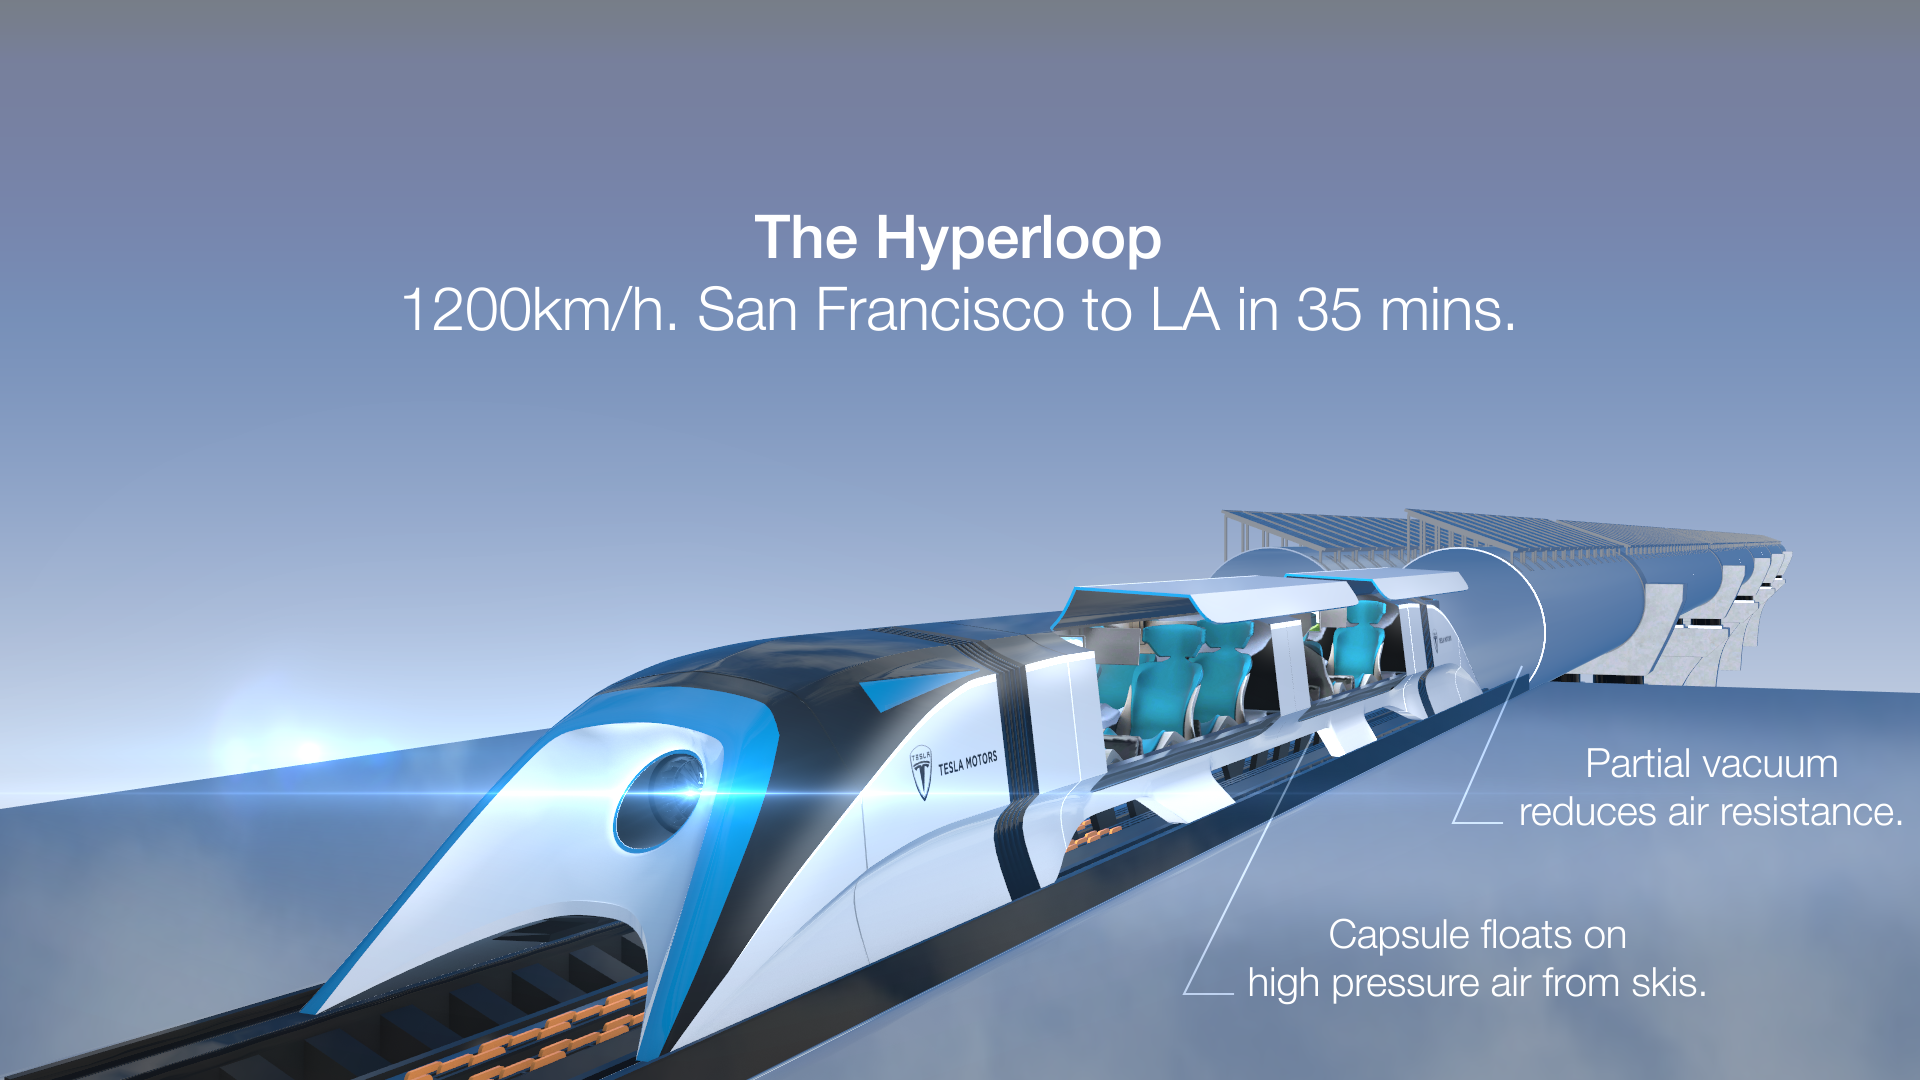 The Hyperloop
1200km/h. San Francisco to LA in 35 mins.
TESLA
TESLA MOTORS
Partial vacuum
reduces air resistance.
Capsule floats on
high pressure air from skis.